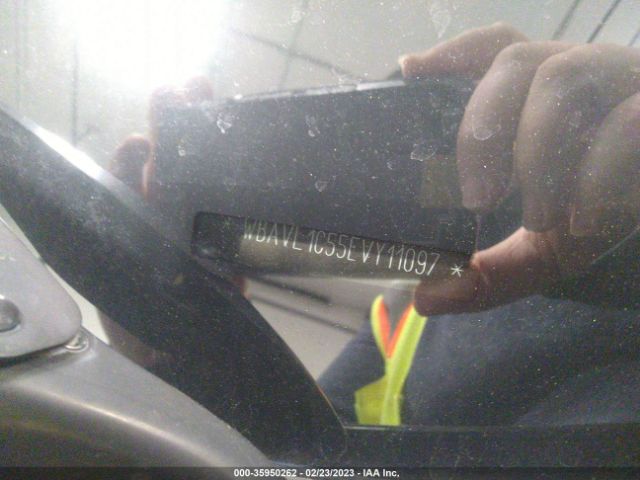 WBAVL1C55EVY11097 *
000-35950262 - 02/23/2023 - IAA Inc.